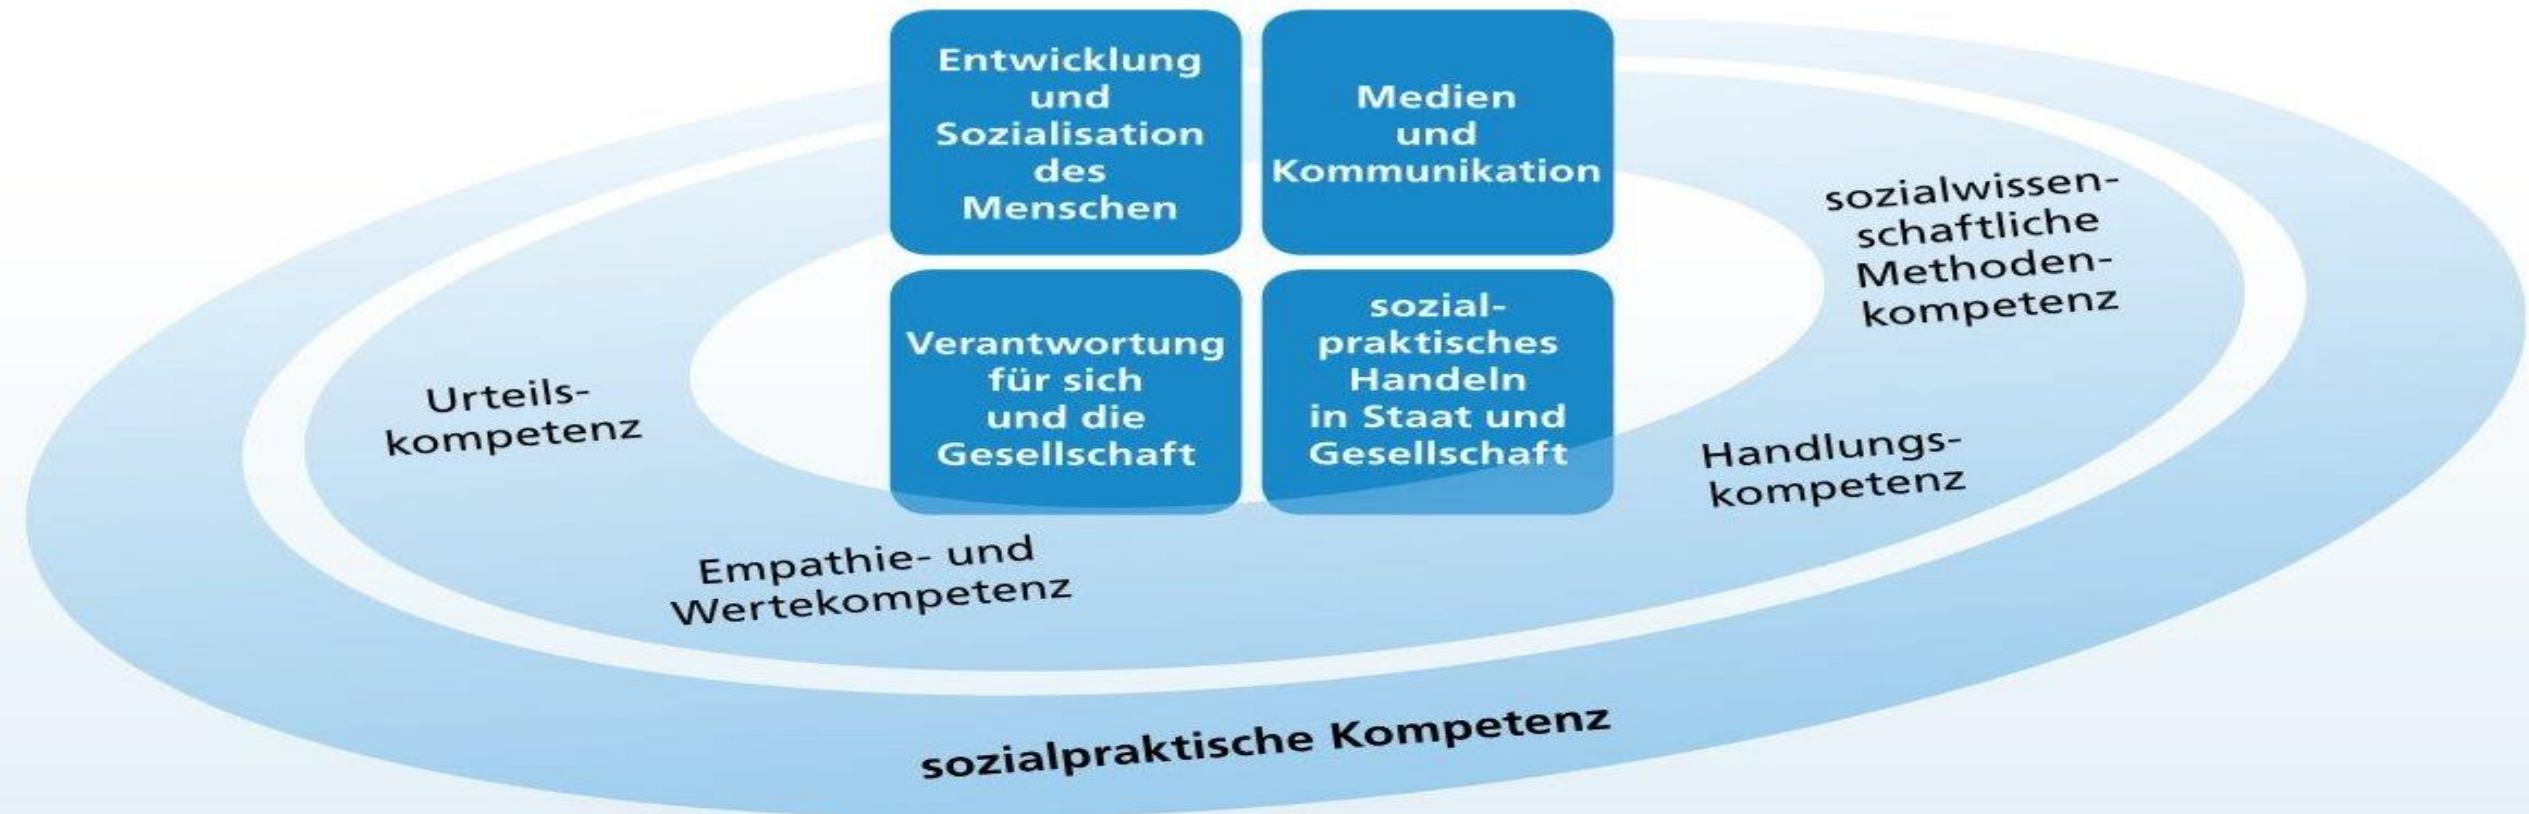 Entwicklung
und
Sozialisation
des
Menschen
Medien
und
Kommunikation
Verantwortung
für sich
und die
Gesellschaft
sozial-
praktisches
Handeln
in Staat und
Gesellschaft
sozialwissen-
schaftliche
Methoden-
kompetenz
Urteils-
kompetenz
Handlungs-
kompetenz
Empathie- und
Wertekompetenz
sozialpraktische Kompetenz